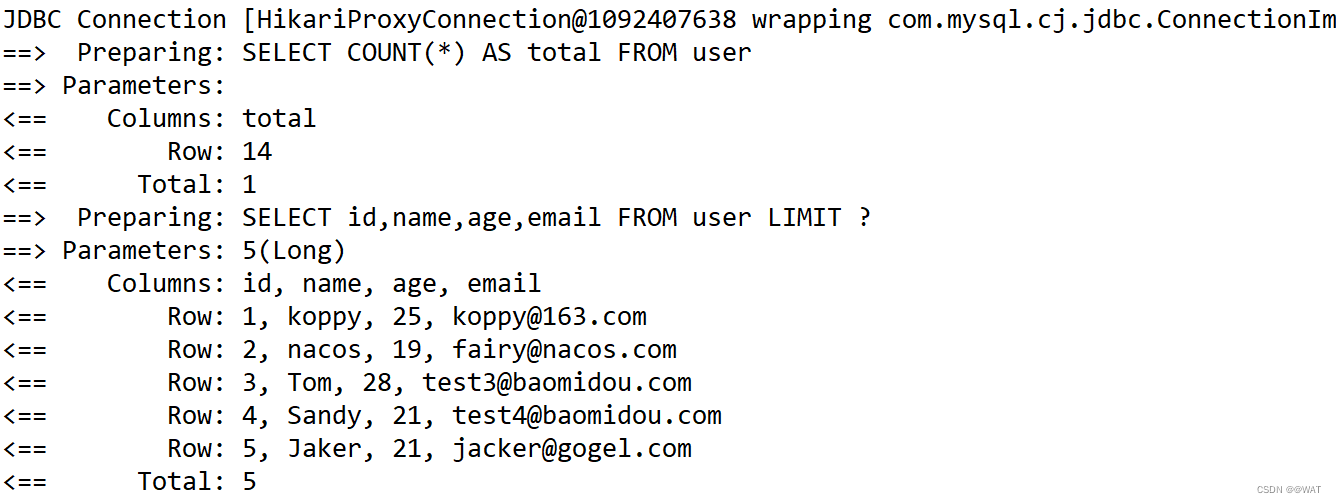 JDBC Connection [HikariProxyConnection@1092407638 wrapping com.mysql.cj.jdbc.ConnectionIm
==>  Preparing: SELECT COUNT(*) AS total FROM user
==> Parameters:
<==    Columns: total
<==        Row: 14
<==      Total: 1
==>  Preparing: SELECT id,name,age,email FROM user LIMIT ?
==> Parameters: 5(Long)
<==    Columns: id, name, age, email
<==        Row: 1, koppy, 25, koppy@163.com
<==        Row: 2, nacos, 19, fairy@nacos.com
<==        Row: 3, Tom, 28, test3@baomidou.com
<==        Row: 4, Sandy, 21, test4@baomidou.com
<==        Row: 5, Jaker, 21, jacker@gogel.com
<==      Total: 5
CSDN @@WAT